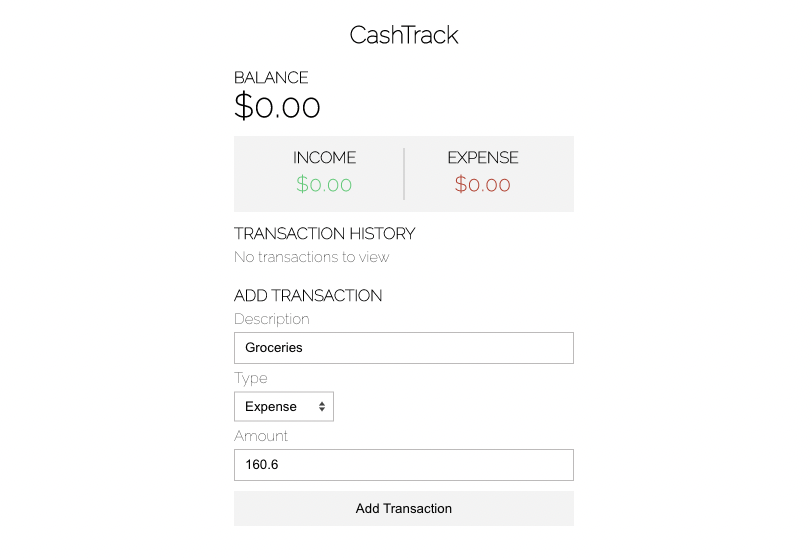 CashTrack
BALANCE
$0.00
INCOME EXPENSE
$0.00 $0.00
TRANSACTION HISTORY
No transactions to view
ADD TRANSACTION
Description
Groceries
Type
Expense
Amount
160.6
Add Transaction